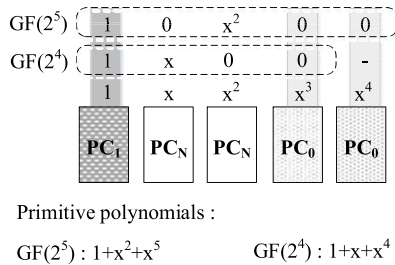 GF(2⁵) 1 0 x² 0 0
GF(2⁴) 1 x 0 0 -
1 x x² x³ x⁴
PC₁ PC_N PC_N PC₀ PC₀
Primitive polynomials :
GF(2⁵) : 1+x²+x⁵ GF(2⁴) : 1+x+x⁴